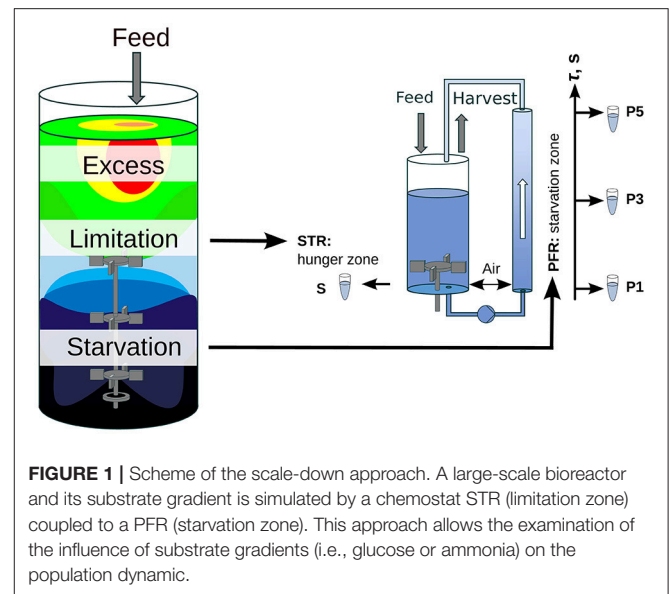 Feed
Excess
Limitation
Starvation
STR:
hunger zone
S
Feed
Harvest
Air
PFR: starvation zone
τ, s
P5
P3
P1
FIGURE 1 | Scheme of the scale-down approach. A large-scale bioreactor
and its substrate gradient is simulated by a chemostat STR (limitation zone)
coupled to a PFR (starvation zone). This approach allows the examination of
the influence of substrate gradients (i.e., glucose or ammonia) on the
population dynamic.